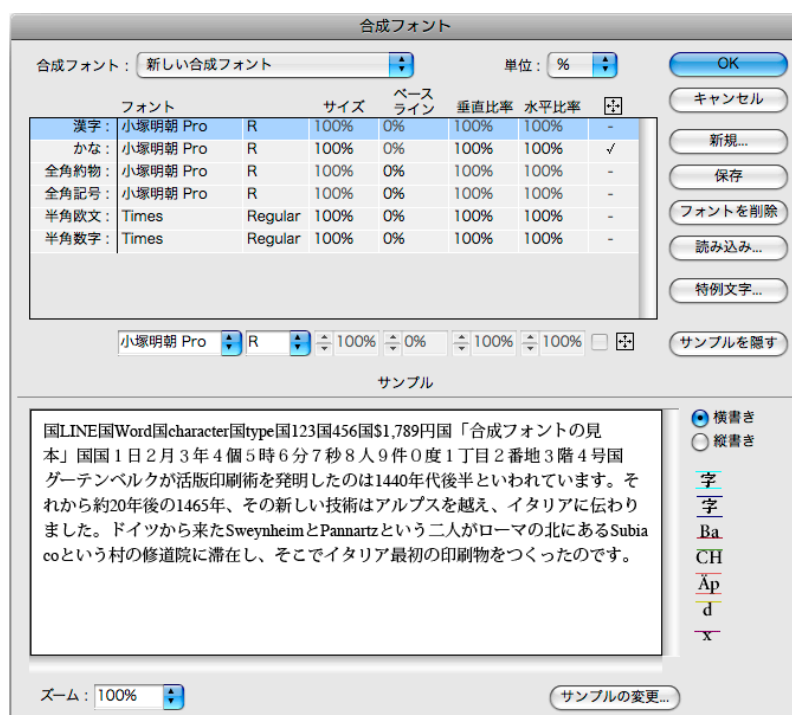 合成フォント
合成フォント： 新しい合成フォント 単位： % OK
キャンセル
フォント サイズ ベースライン 垂直比率 水平比率
漢字： 小塚明朝 Pro R 100% 0% 100% 100% -
かな： 小塚明朝 Pro R 100% 0% 100% 100% ✓
全角約物： 小塚明朝 Pro R 100% 0% 100% 100% -
全角記号： 小塚明朝 Pro R 100% 0% 100% 100% -
半角欧文： Times Regular 100% 0% 100% 100% -
半角数字： Times Regular 100% 0% 100% 100% -
新規...
保存
フォントを削除
読み込み...
特例文字...
小塚明朝 Pro R 100% 0% 100% 100% サンプルを隠す
サンプル
国LINE国Word国character国type国123国456国$1,789円国「合成フォントの見
本」国国１日２月３年４個５時６分７秒８人９件０度１丁目２番地３階４号国
グーテンベルクが活版印刷術を発明したのは1440年代後半といわれています。そ
れから約20年後の1465年、その新しい技術はアルプスを越え、イタリアに伝わり
ました。ドイツから来たSweynheimとPannartzという二人がローマの北にあるSubia
coという村の修道院に滞在し、そこでイタリア最初の印刷物をつくったのです。
横書き
縦書き
字
字
Ba
CH
Äp
d
x
ズーム： 100% サンプルの変更...